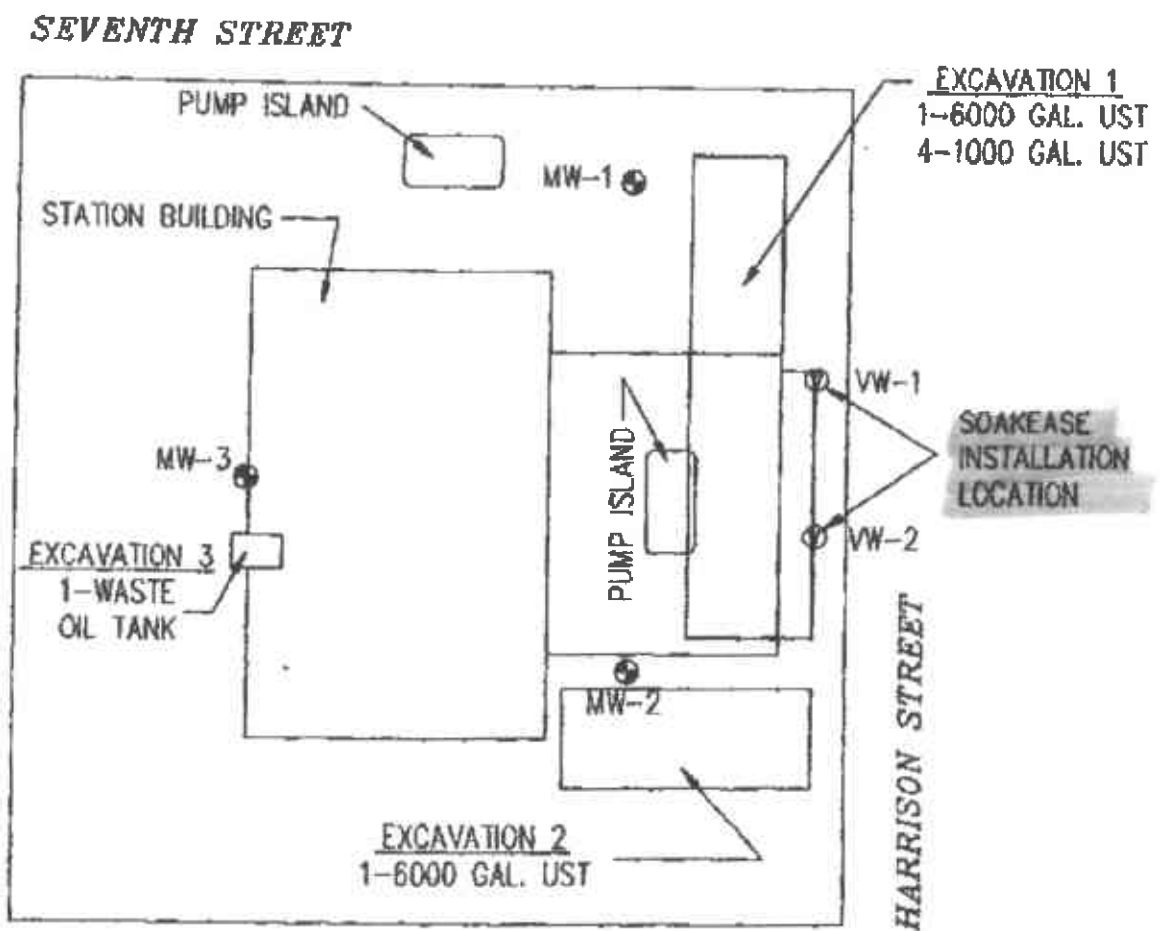 SEVENTH STREET
PUMP ISLAND
EXCAVATION 1
1-6000 GAL. UST
4-1000 GAL. UST
MW-1
STATION BUILDING
VW-1
SOAKEASE
INSTALLATION
LOCATION
MW-3
PUMP ISLAND
VW-2
EXCAVATION 3
1-WASTE
OIL TANK
MW-2
HARRISON STREET
EXCAVATION 2
1-6000 GAL. UST